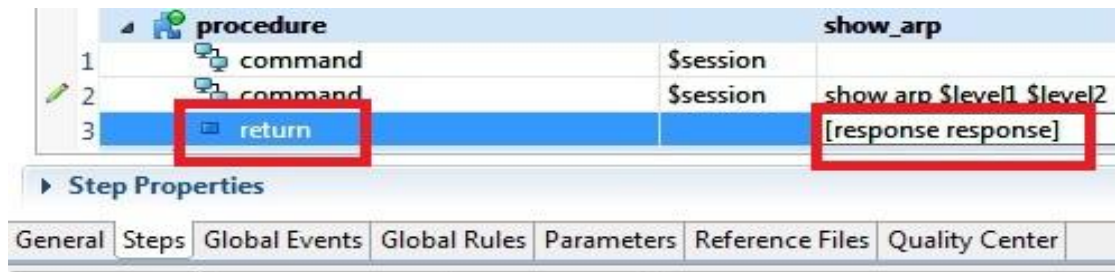 procedure show_arp
1 command $session
2 command $session show arp $level1 $level2
3 return [response response]
Step Properties
General Steps Global Events Global Rules Parameters Reference Files Quality Center